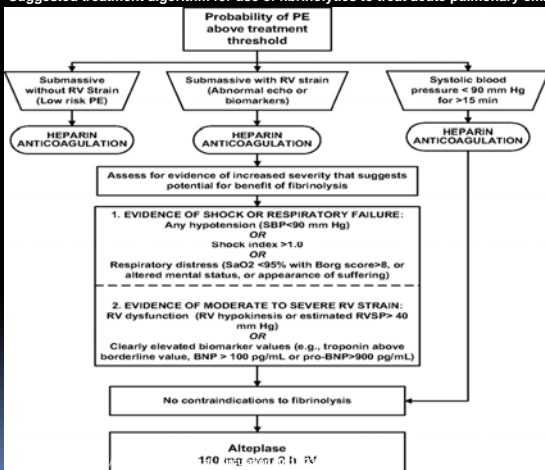 Suggested treatment algorithm for use of fibrinolytics to treat acute pulmonary
Probability of PE
above treatment
threshold
Submassive
without RV Strain
(Low risk PE)
Submassive with RV strain
(Abnormal echo or
biomarkers)
Systolic blood
pressure < 90 mm Hg
for >15 min
HEPARIN
ANTICOAGULATION
HEPARIN
ANTICOAGULATION
HEPARIN
ANTICOAGULATION
Assess for evidence of increased severity that suggests
potential for benefit of fibrinolysis
1. EVIDENCE OF SHOCK OR RESPIRATORY FAILURE:
Any hypotension (SBP<90 mm Hg)
OR
Shock index >1.0
OR
Respiratory distress (SaO2 <95% with Borg score>8, or
altered mental status, or appearance of suffering)
2. EVIDENCE OF MODERATE TO SEVERE RV STRAIN:
RV dysfunction (RV hypokinesis or estimated RVSP> 40
mm Hg)
OR
Clearly elevated biomarker values (e.g., troponin above
borderline value, BNP > 100 pg/mL or pro-BNP>900 pg/mL)
No contraindications to fibrinolysis
Alteplase
100 mg over 2 h IV